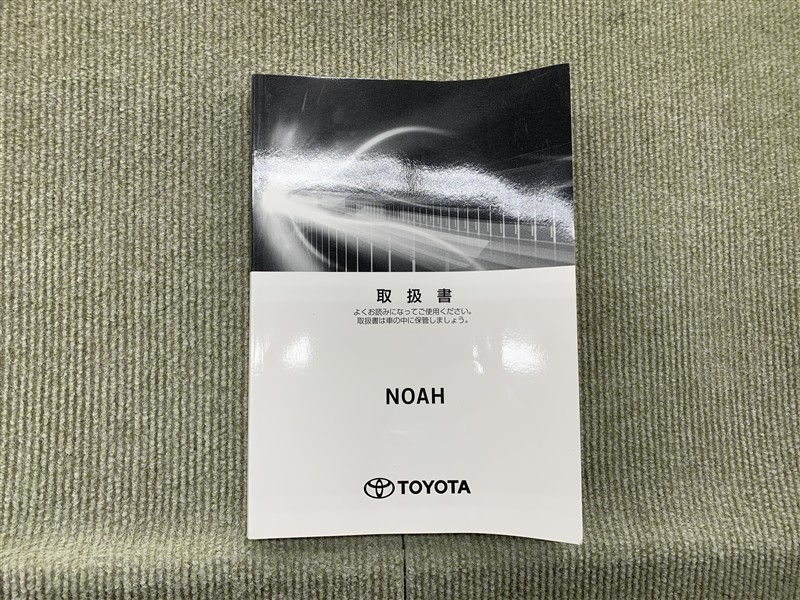 取扱書
よくお読みになってご使用ください。
取扱書は車の中に保管しましょう。
NOAH
TOYOTA